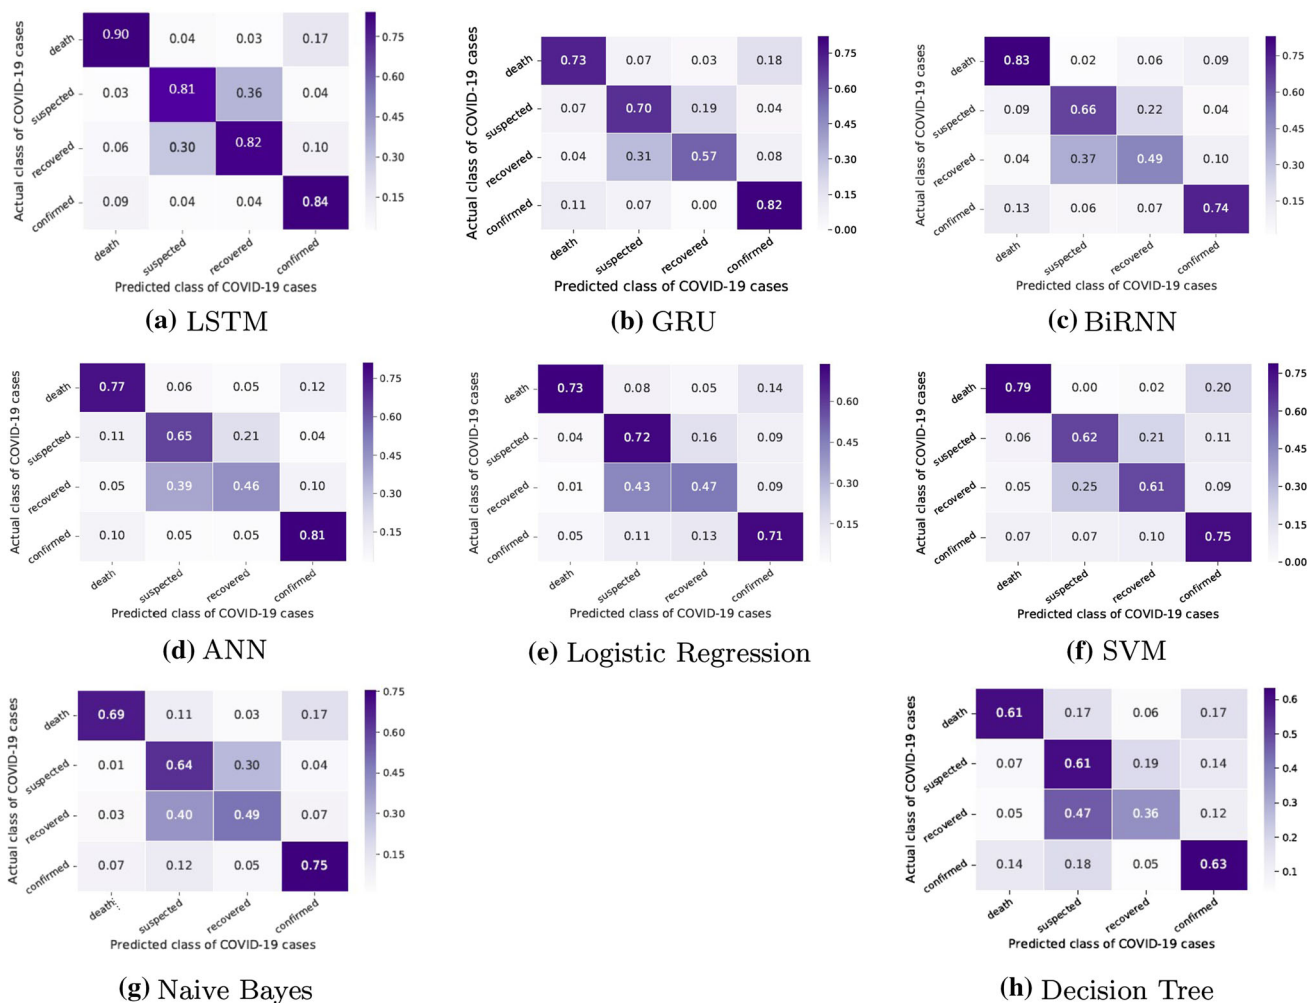 Actual class of COVID-19 cases
death 0.90 0.04 0.03 0.17
suspected 0.03 0.81 0.36 0.04
recovered 0.06 0.30 0.82 0.10
confirmed 0.09 0.04 0.04 0.84
death suspected recovered confirmed
0.75
0.60
0.45
0.30
0.15
Predicted class of COVID-19 cases
(a) LSTM
Actual class of COVID-19 cases
death 0.73 0.07 0.03 0.18
suspected 0.07 0.70 0.19 0.04
recovered 0.04 0.31 0.57 0.08
confirmed 0.11 0.07 0.00 0.82
death suspected recovered confirmed
0.75
0.60
0.45
0.30
0.15
0.00
Predicted class of COVID-19 cases
(b) GRU
Actual class of COVID-19 cases
death 0.83 0.02 0.06 0.09
suspected 0.09 0.66 0.22 0.04
recovered 0.04 0.37 0.49 0.10
confirmed 0.13 0.06 0.07 0.74
death suspected recovered confirmed
0.75
0.60
0.45
0.30
0.15
Predicted class of COVID-19 cases
(c) BiRNN
Actual class of COVID-19 cases
death 0.77 0.06 0.05 0.12
suspected 0.11 0.65 0.21 0.04
recovered 0.05 0.39 0.46 0.10
confirmed 0.10 0.05 0.05 0.81
death suspected recovered confirmed
0.75
0.60
0.45
0.30
0.15
Predicted class of COVID-19 cases
(d) ANN
Actual class of COVID-19 cases
death 0.73 0.08 0.05 0.14
suspected 0.04 0.72 0.16 0.09
recovered 0.01 0.43 0.47 0.09
confirmed 0.05 0.11 0.13 0.71
death suspected recovered confirmed
0.60
0.45
0.30
0.15
Predicted class of COVID-19 cases
(e) Logistic Regression
Actual class of COVID-19 cases
death 0.79 0.00 0.02 0.20
suspected 0.06 0.62 0.21 0.11
recovered 0.05 0.25 0.61 0.09
confirmed 0.07 0.07 0.10 0.75
death suspected recovered confirmed
0.75
0.60
0.45
0.30
0.15
0.00
Predicted class of COVID-19 cases
(f) SVM
Actual class of COVID-19 cases
death 0.69 0.11 0.03 0.17
suspected 0.01 0.64 0.30 0.04
recovered 0.03 0.40 0.49 0.07
confirmed 0.07 0.12 0.05 0.75
death suspected recovered confirmed
0.75
0.60
0.45
0.30
0.15
Predicted class of COVID-19 cases
(g) Naive Bayes
Actual class of COVID-19 cases
death 0.61 0.17 0.06 0.17
suspected 0.07 0.61 0.19 0.14
recovered 0.05 0.47 0.36 0.12
confirmed 0.14 0.18 0.05 0.63
death suspected recovered confirmed
0.6
0.5
0.4
0.3
0.2
0.1
Predicted class of COVID-19 cases
(h) Decision Tree